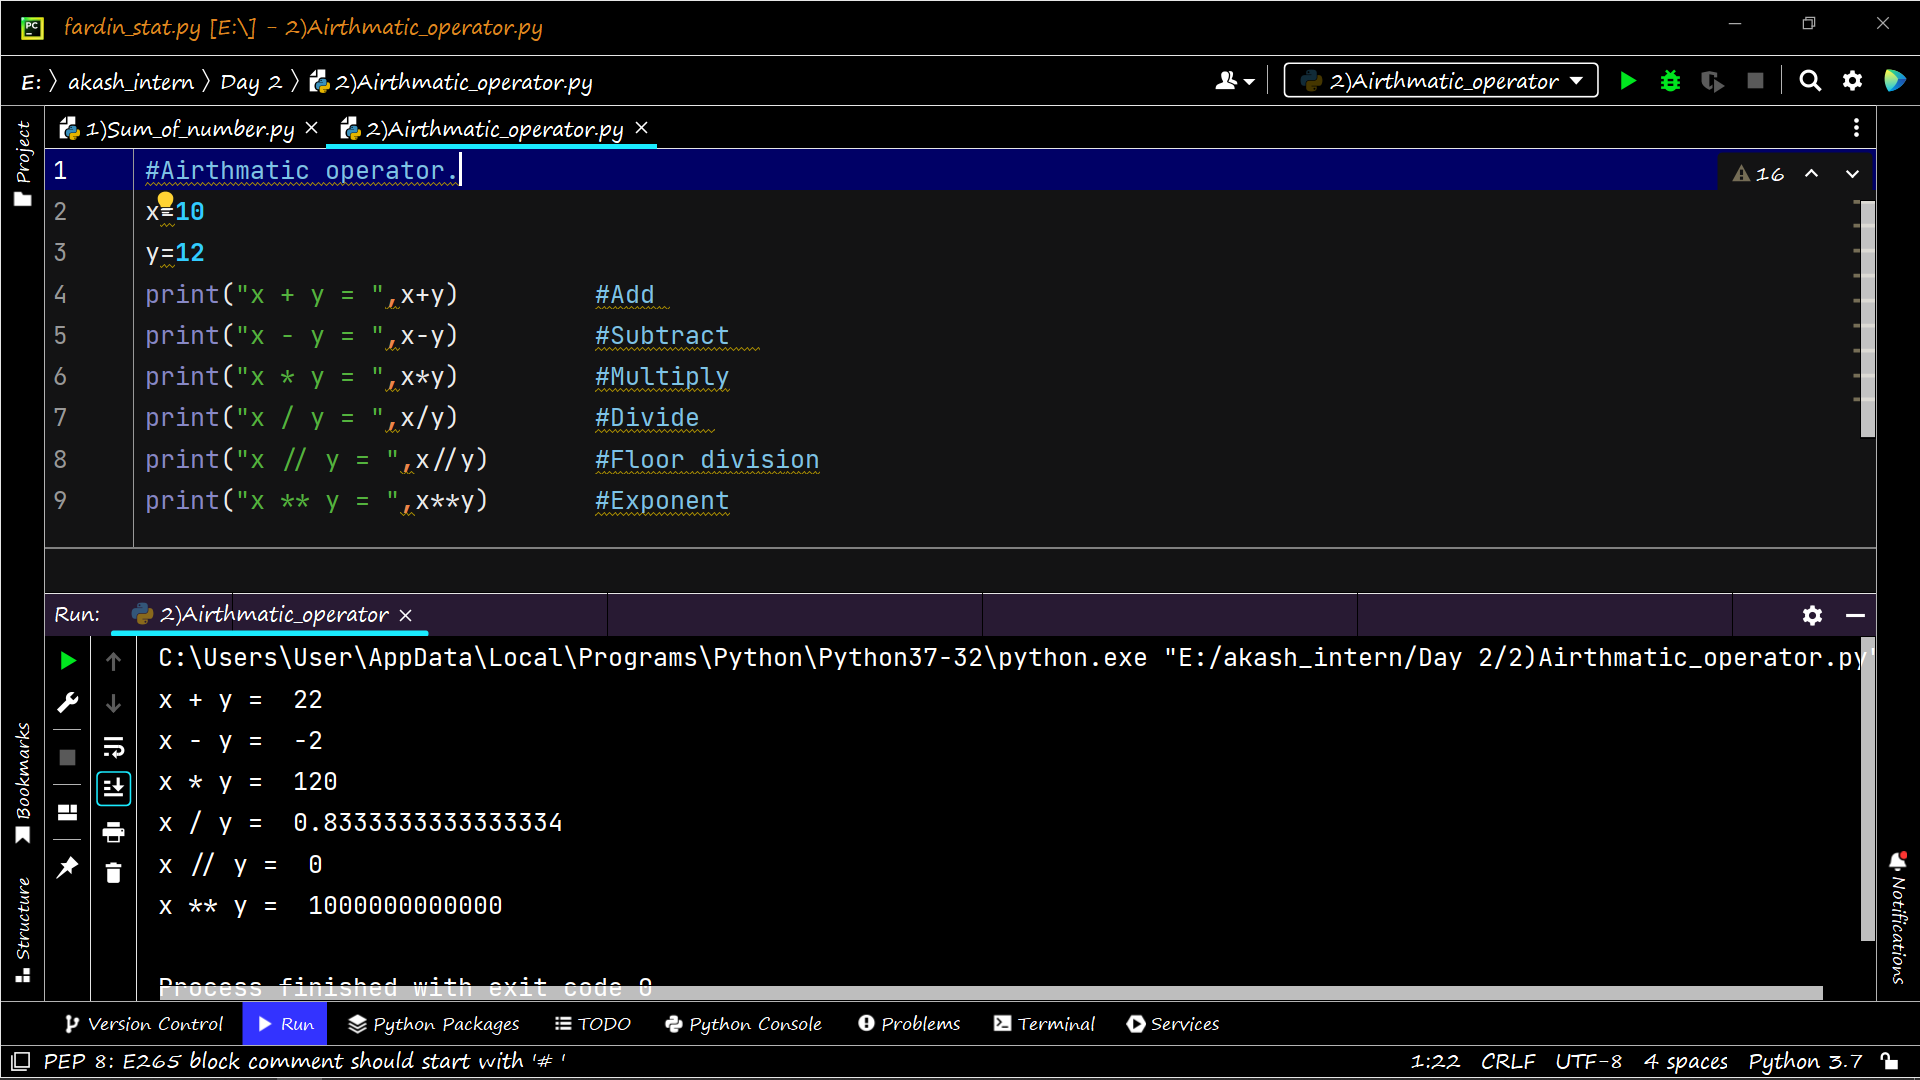 PC
fardin_stat.py [E:\] - 2)Airthmatic_operator.py
E: 〉 akash_intern 〉 Day 2 〉 2)Airthmatic_operator.py
2)Airthmatic_operator
Project
1)Sum_of_number.py ×
2)Airthmatic_operator.py ×
1 #Airthmatic operator.
16
2 x=10
3 y=12
4 print("x + y = ",x+y) #Add
5 print("x - y = ",x-y) #Subtract
6 print("x * y = ",x*y) #Multiply
7 print("x / y = ",x/y) #Divide
8 print("x // y = ",x//y) #Floor division
9 print("x ** y = ",x**y) #Exponent
Run: 2)Airthmatic_operator ×
C:\Users\User\AppData\Local\Programs\Python\Python37-32\python.exe "E:/akash_intern/Day 2/2)Airthmatic_operator.py"
x + y =  22
x - y =  -2
x * y =  120
x / y =  0.8333333333333334
x // y =  0
x ** y =  1000000000000
Process finished with exit code 0
Bookmarks
Structure
Notifications
Version Control
Run
Python Packages
TODO
Python Console
Problems
Terminal
Services
PEP 8: E265 block comment should start with '# '
1:22 CRLF UTF-8 4 spaces Python 3.7